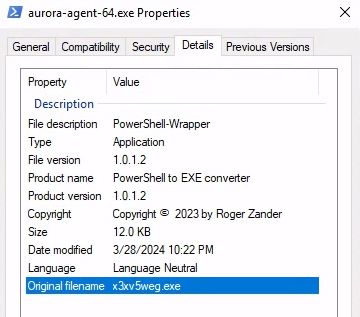 aurora-agent-64.exe Properties
General Compatibility Security Details Previous Versions
Property Value
Description
File description PowerShell-Wrapper
Type Application
File version 1.0.1.2
Product name PowerShell to EXE converter
Product version 1.0.1.2
Copyright Copyright © 2023 by Roger Zander
Size 12.0 KB
Date modified 3/28/2024 10:22 PM
Language Language Neutral
Original filename x3xv5weg.exe